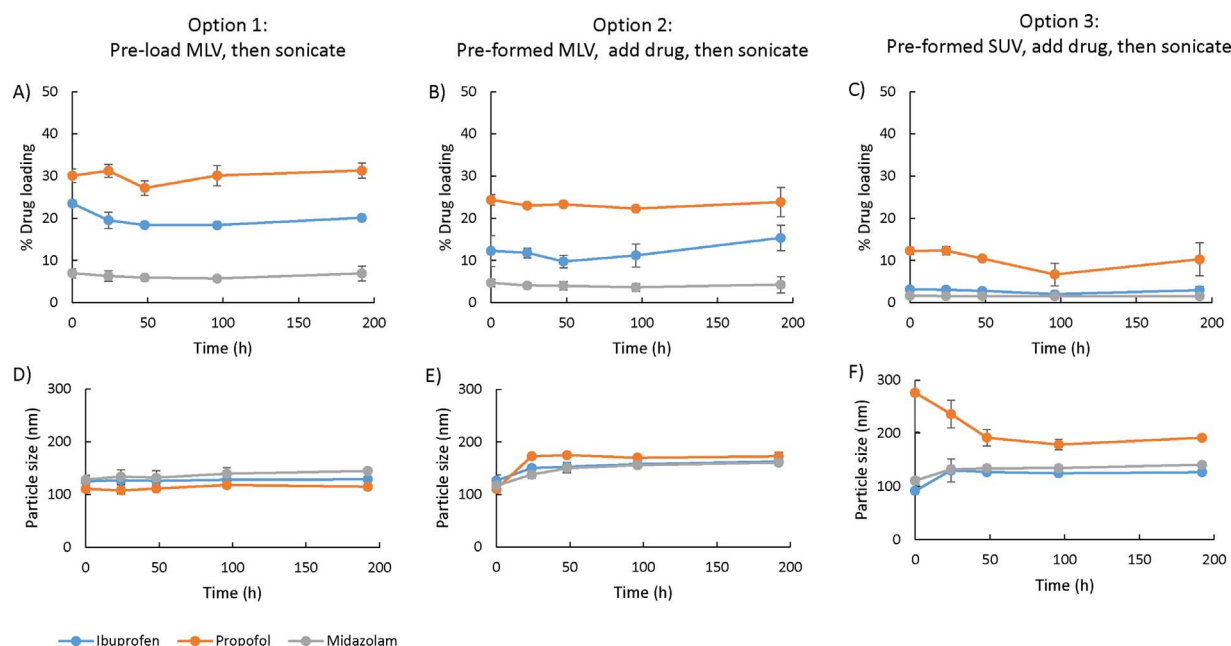 Option 1:
Pre-load MLV, then sonicate
Option 2:
Pre-formed MLV, add drug, then sonicate
Option 3:
Pre-formed SUV, add drug, then sonicate
A)
50
40
30
20
10
0
% Drug loading
0 50 100 150 200
Time (h)
B)
50
40
30
20
10
0
% Drug loading
0 50 100 150 200
Time (h)
C)
50
40
30
20
10
0
% Drug loading
0 50 100 150 200
Time (h)
D)
300
200
100
0
Particle size (nm)
0 50 100 150 200
Time (h)
E)
300
200
100
0
Particle size (nm)
0 50 100 150 200
Time (h)
F)
300
200
100
0
Particle size (nm)
0 50 100 150 200
Time (h)
Ibuprofen Propofol Midazolam